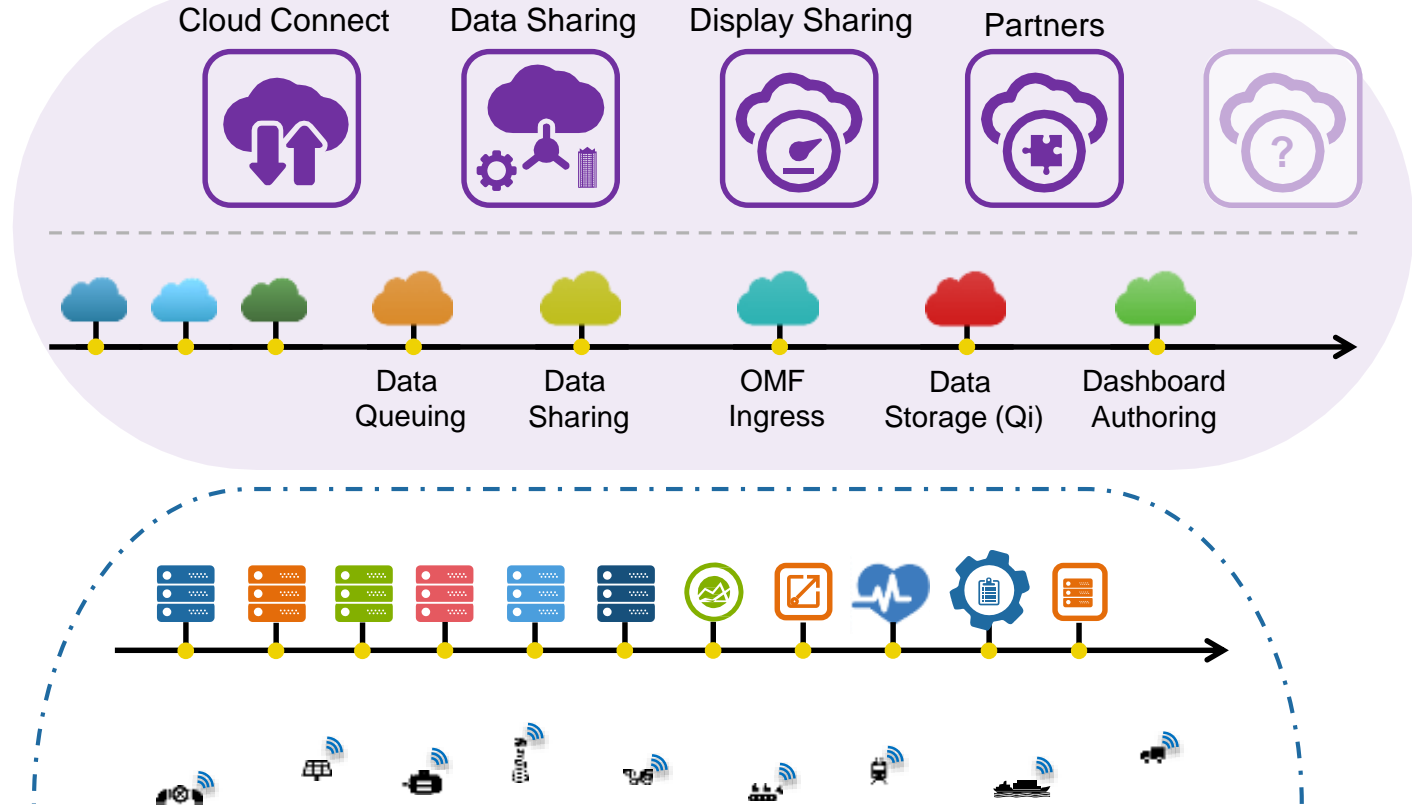 Cloud Connect
Data Sharing
Display Sharing
Partners
?
Data
Queuing
Data
Sharing
OMF
Ingress
Data
Storage (Qi)
Dashboard
Authoring